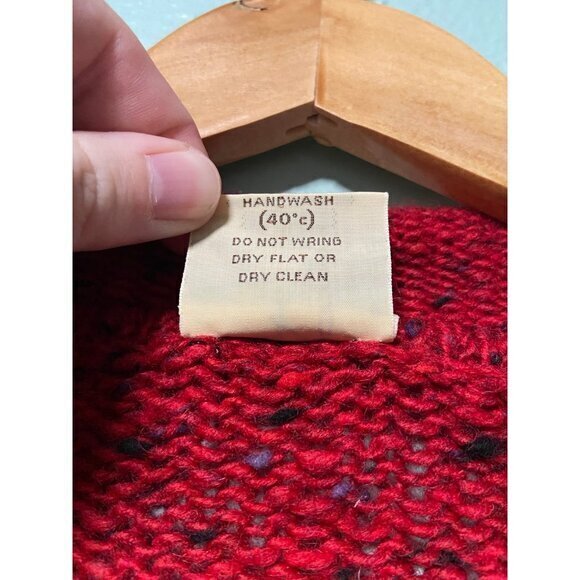 HANDWASH
(40°c)
DO NOT WRING
DRY FLAT OR
DRY CLEAN